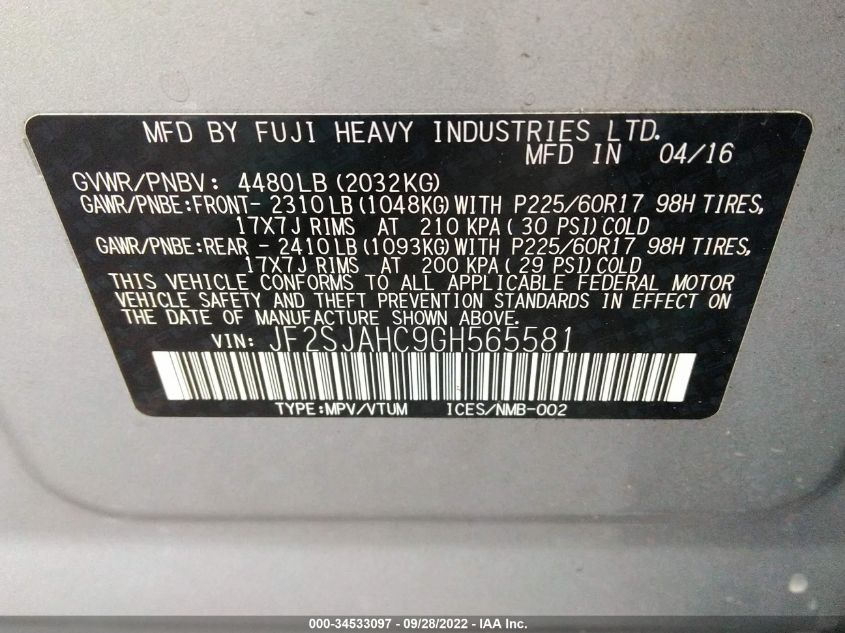 MFD BY FUJI HEAVY INDUSTRIES LTD.
MFD IN 04/16
GVWR/PNBV: 4480LB (2032KG)
GAWR/PNBE:FRONT- 2310LB (1048KG) WITH P225/60R17 98H TIRES,
17X7J RIMS AT 210 KPA ( 30 PSI) COLD
GAWR/PNBE:REAR - 2410LB (1093KG) WITH P225/60R17 98H TIRES,
17X7J RIMS AT 200 KPA ( 29 PSI) COLD
THIS VEHICLE CONFORMS TO ALL APPLICABLE FEDERAL MOTOR
VEHICLE SAFETY AND THEFT PREVENTION STANDARDS IN EFFECT ON
THE DATE OF MANUFACTURE SHOWN ABOVE.
VIN: JF2SJAHC9GH565581
TYPE:MPV/VTUM ICES/NMB-002
000-34533097 - 09/28/2022 - IAA Inc.